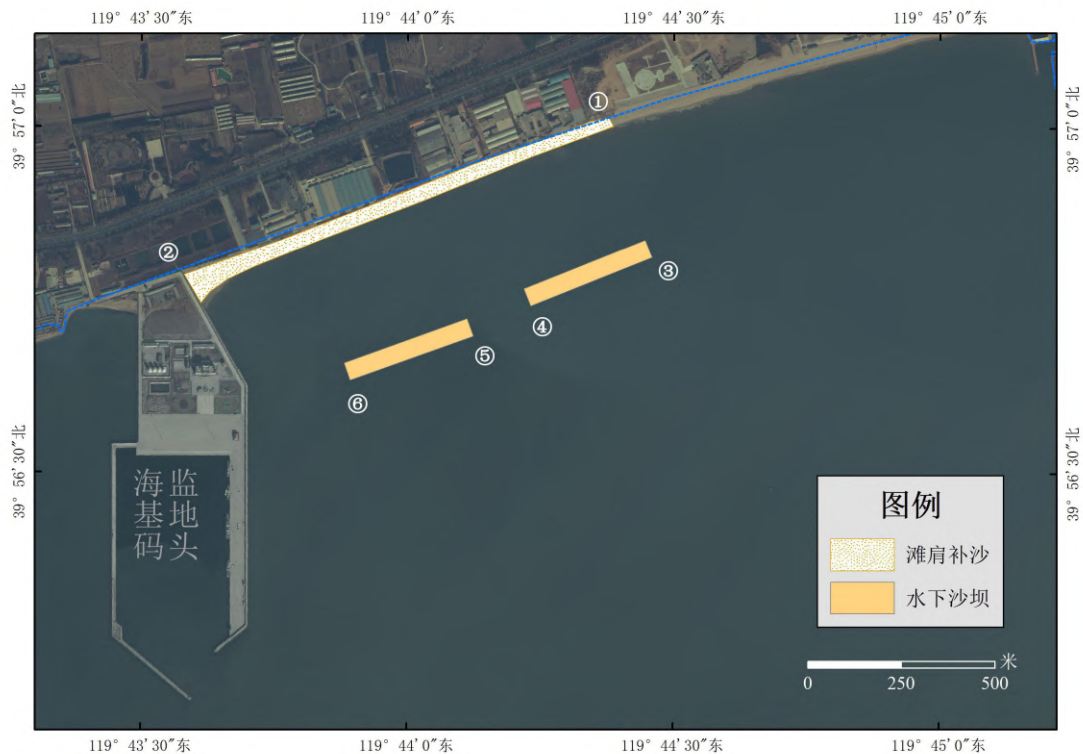 119° 43′30″东
119° 44′0″东
119° 44′30″东
119° 45′0″东
39° 57′0″北
39° 57′0″北
①
②
③
④
⑤
⑥
39° 56′30″北
39° 56′30″北
海监
基地
码头
图例
滩肩补沙
水下沙坝
米
0 250 500
119° 43′30″东
119° 44′0″东
119° 44′30″东
119° 45′0″东